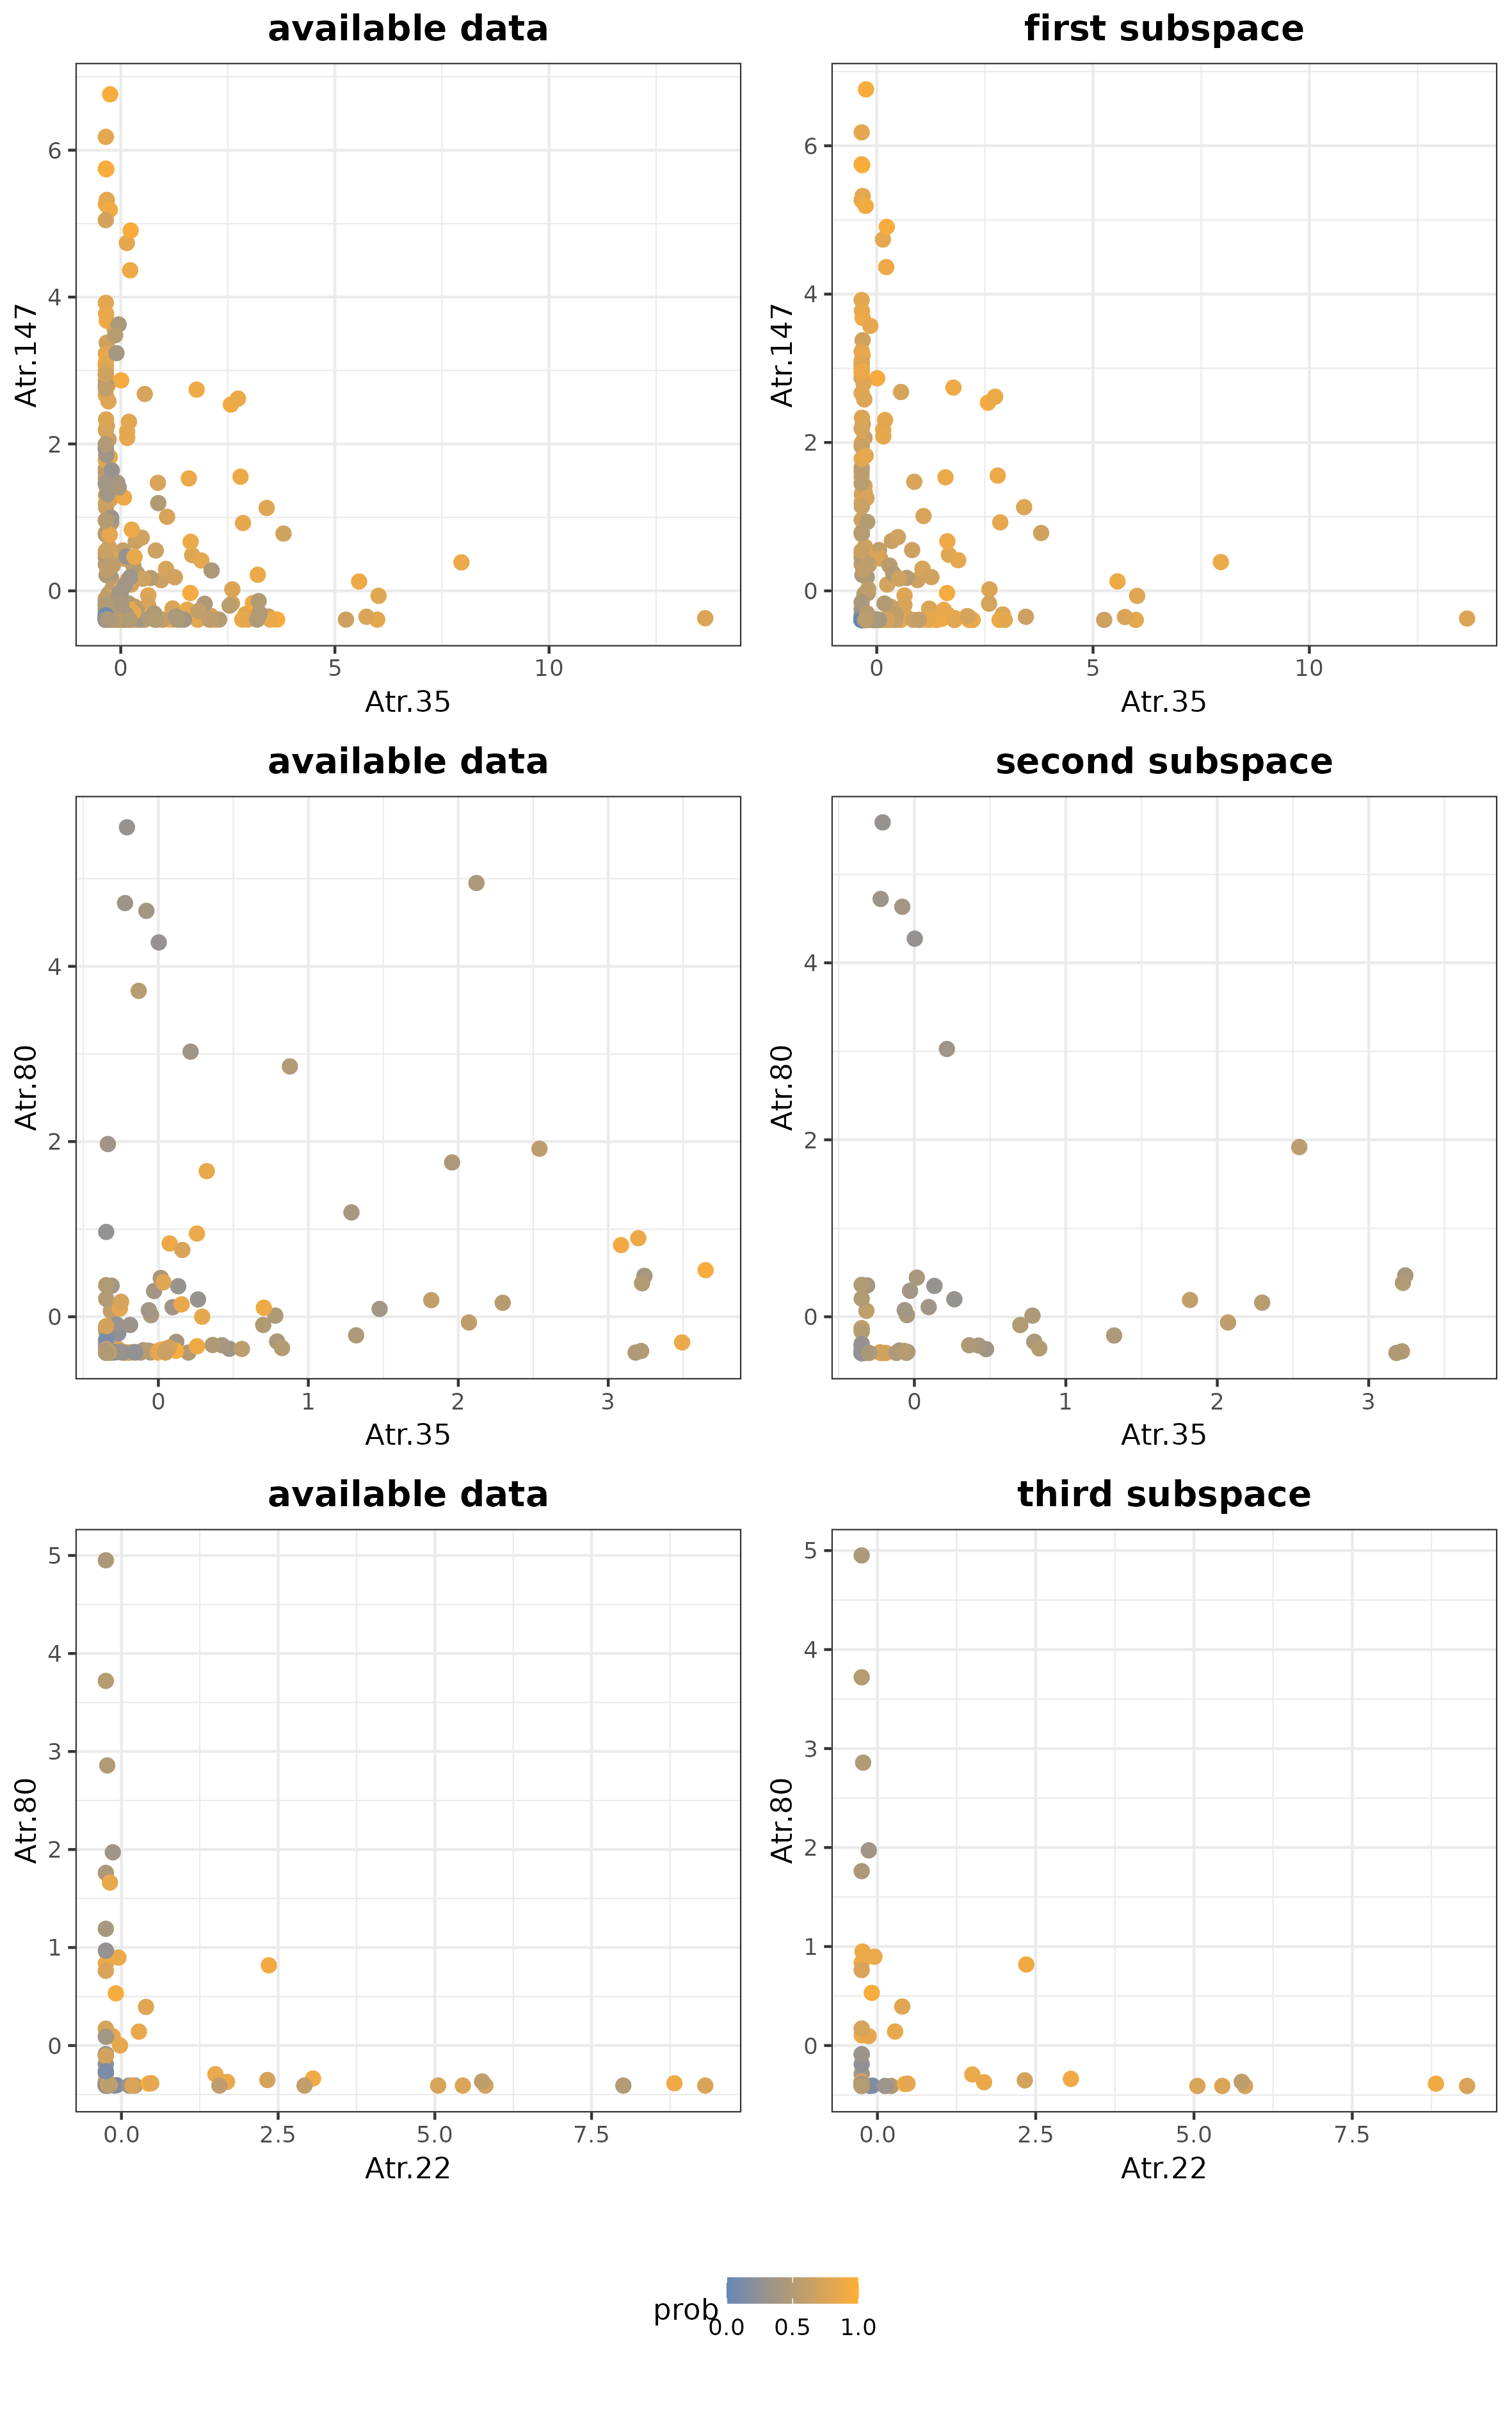 available data
first subspace
Atr.147
6
4
2
0
0 5 10
Atr.35
Atr.147
6
4
2
0
0 5 10
Atr.35
available data
second subspace
Atr.80
4
2
0
0 1 2 3
Atr.35
Atr.80
4
2
0
0 1 2 3
Atr.35
available data
third subspace
Atr.80
5
4
3
2
1
0
0.0 2.5 5.0 7.5
Atr.22
Atr.80
5
4
3
2
1
0
0.0 2.5 5.0 7.5
Atr.22
prob
0.0 0.5 1.0